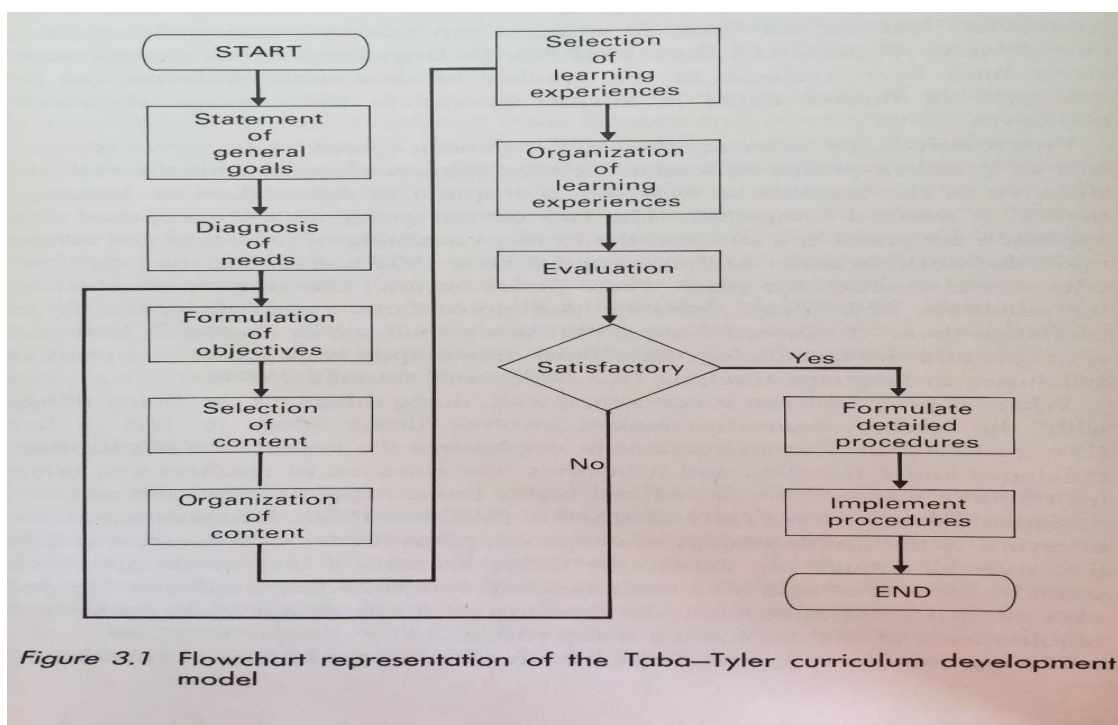 START
Statement
of
general
goals
Diagnosis
of
needs
Formulation
of
objectives
Selection
of
content
Organization
of
content
Selection
of
learning
experiences
Organization
of
learning
experiences
Evaluation
Satisfactory
Yes
No
Formulate
detailed
procedures
Implement
procedures
END
Figure 3.1 Flowchart representation of the Taba–Tyler curriculum development
model